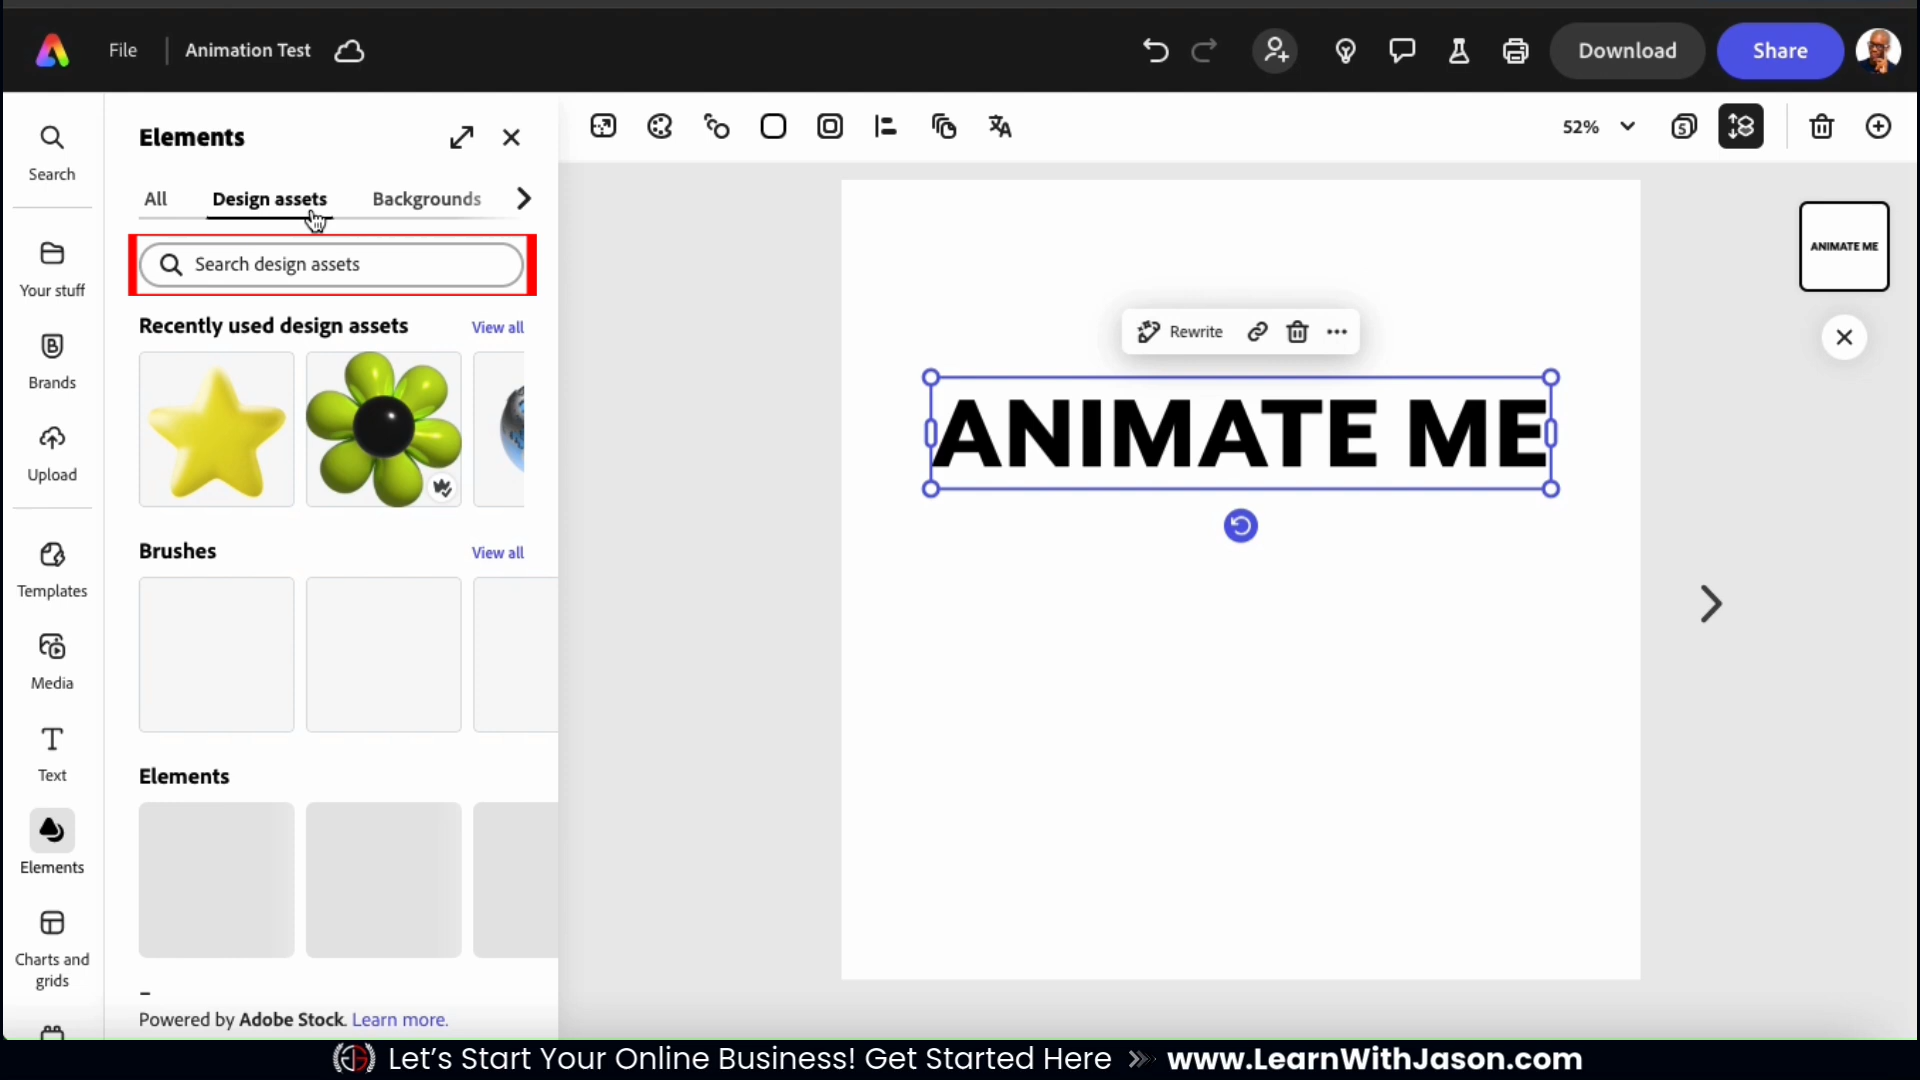 File
Animation Test
Download
Share
Search
Your stuff
Brands
Upload
Templates
Media
Text
Elements
Charts and
grids
Elements
All
Design assets
Backgrounds
Search design assets
Recently used design assets
View all
Brushes
View all
Elements
Powered by Adobe Stock. Learn more.
52%
5
Rewrite
ANIMATE ME
ANIMATE ME
Let's Start Your Online Business! Get Started Here
www.LearnWithJason.com